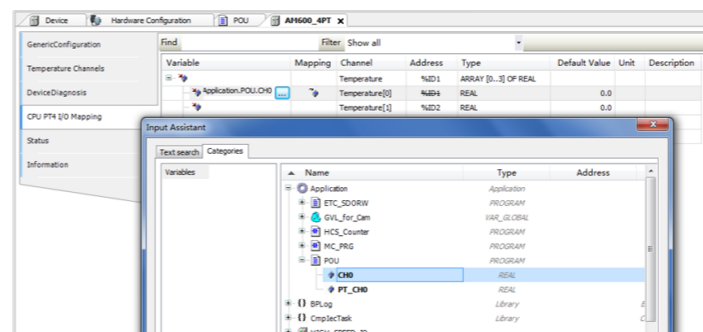 Device Hardware Configuration POU AM600_4PT
GenericConfiguration
Temperature Channels
DeviceDiagnosis
CPU PT4 I/O Mapping
Status
Information
Find Filter Show all
Variable Mapping Channel Address Type Default Value Unit Description
Temperature %ID1 ARRAY [0..3] OF REAL
Application.POU.CH0 ... Temperature[0] %ID1 REAL 0.0
Temperature[1] %ID2 REAL 0.0
Input Assistant
Text search Categories
Variables
Name Type Address
Application Application
ETC_SDORW PROGRAM
GVL_for_Cam VAR_GLOBAL
HCS_Counter PROGRAM
MC_PRG PROGRAM
POU PROGRAM
CH0 REAL
PT_CH0 REAL
BPLog Library
CmpIecTask Library